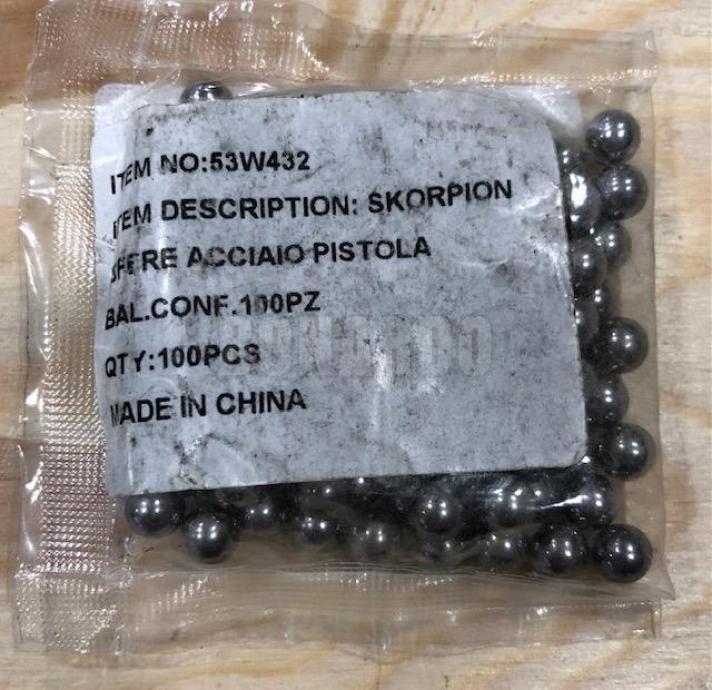 ITEM NO:53W432
ITEM DESCRIPTION: SKORPION
SFERE ACCIAIO PISTOLA
BAL.CONF.100PZ
QTY:100PCS
MADE IN CHINA